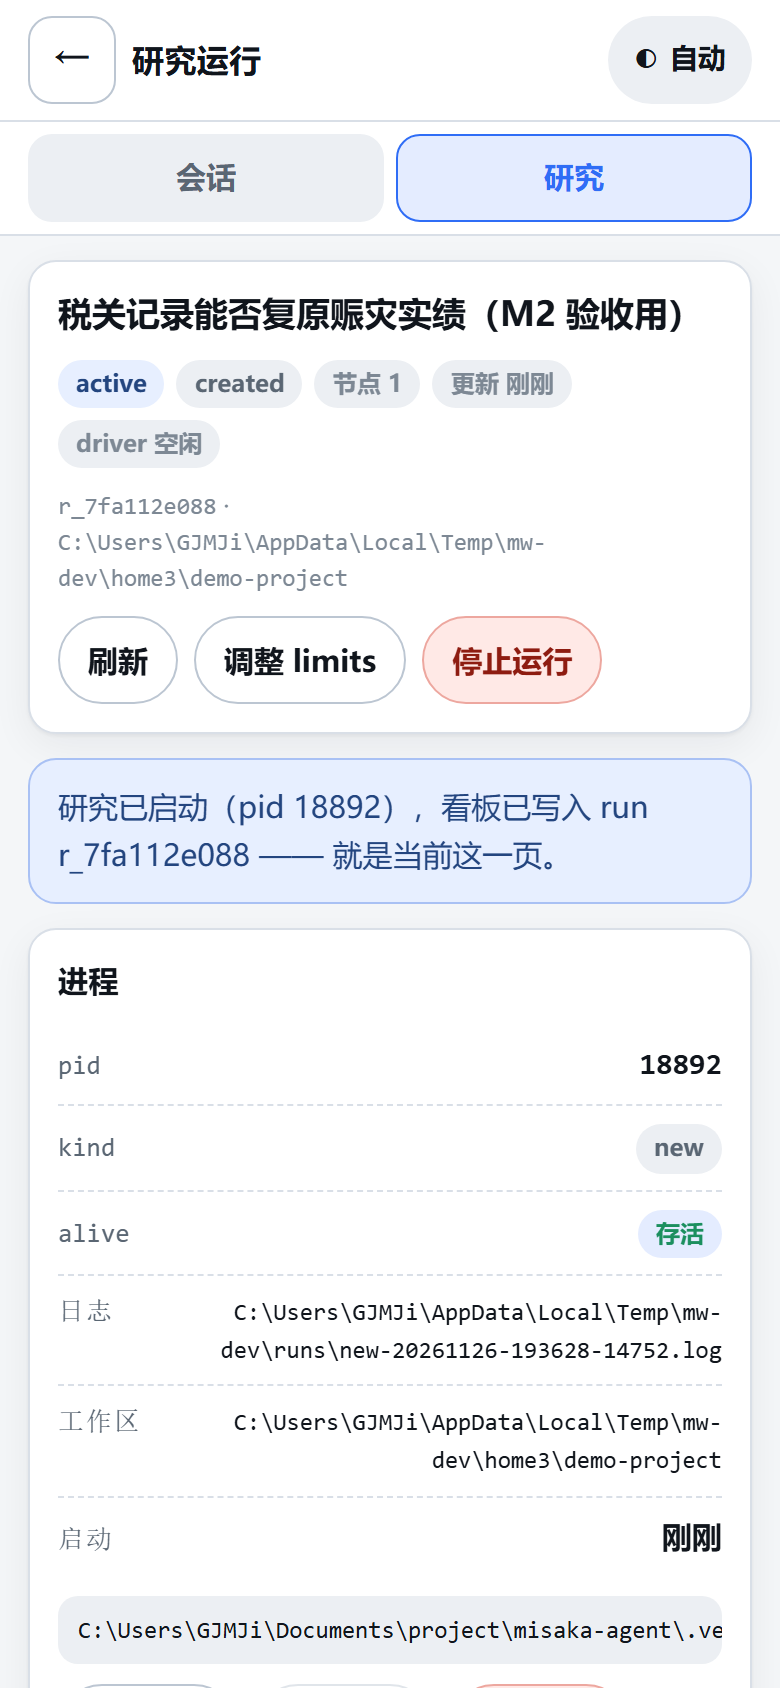 ←
研究运行
◐ 自动
会话
研究
税关记录能否复原赈灾实绩（M2 验收用）
active
created
节点 1
更新 刚刚
driver 空闲
r_7fa112e088 ·
C:\Users\GJMJi\AppData\Local\Temp\mw-
dev\home3\demo-project
刷新
调整 limits
停止运行
研究已启动（pid 18892），看板已写入 run
r_7fa112e088 —— 就是当前这一页。
进程
pid
18892
kind
new
alive
存活
日志
C:\Users\GJMJi\AppData\Local\Temp\mw-
dev\runs\new-20261126-193628-14752.log
工作区
C:\Users\GJMJi\AppData\Local\Temp\mw-
dev\home3\demo-project
启动
刚刚
C:\Users\GJMJi\Documents\project\misaka-agent\.ve